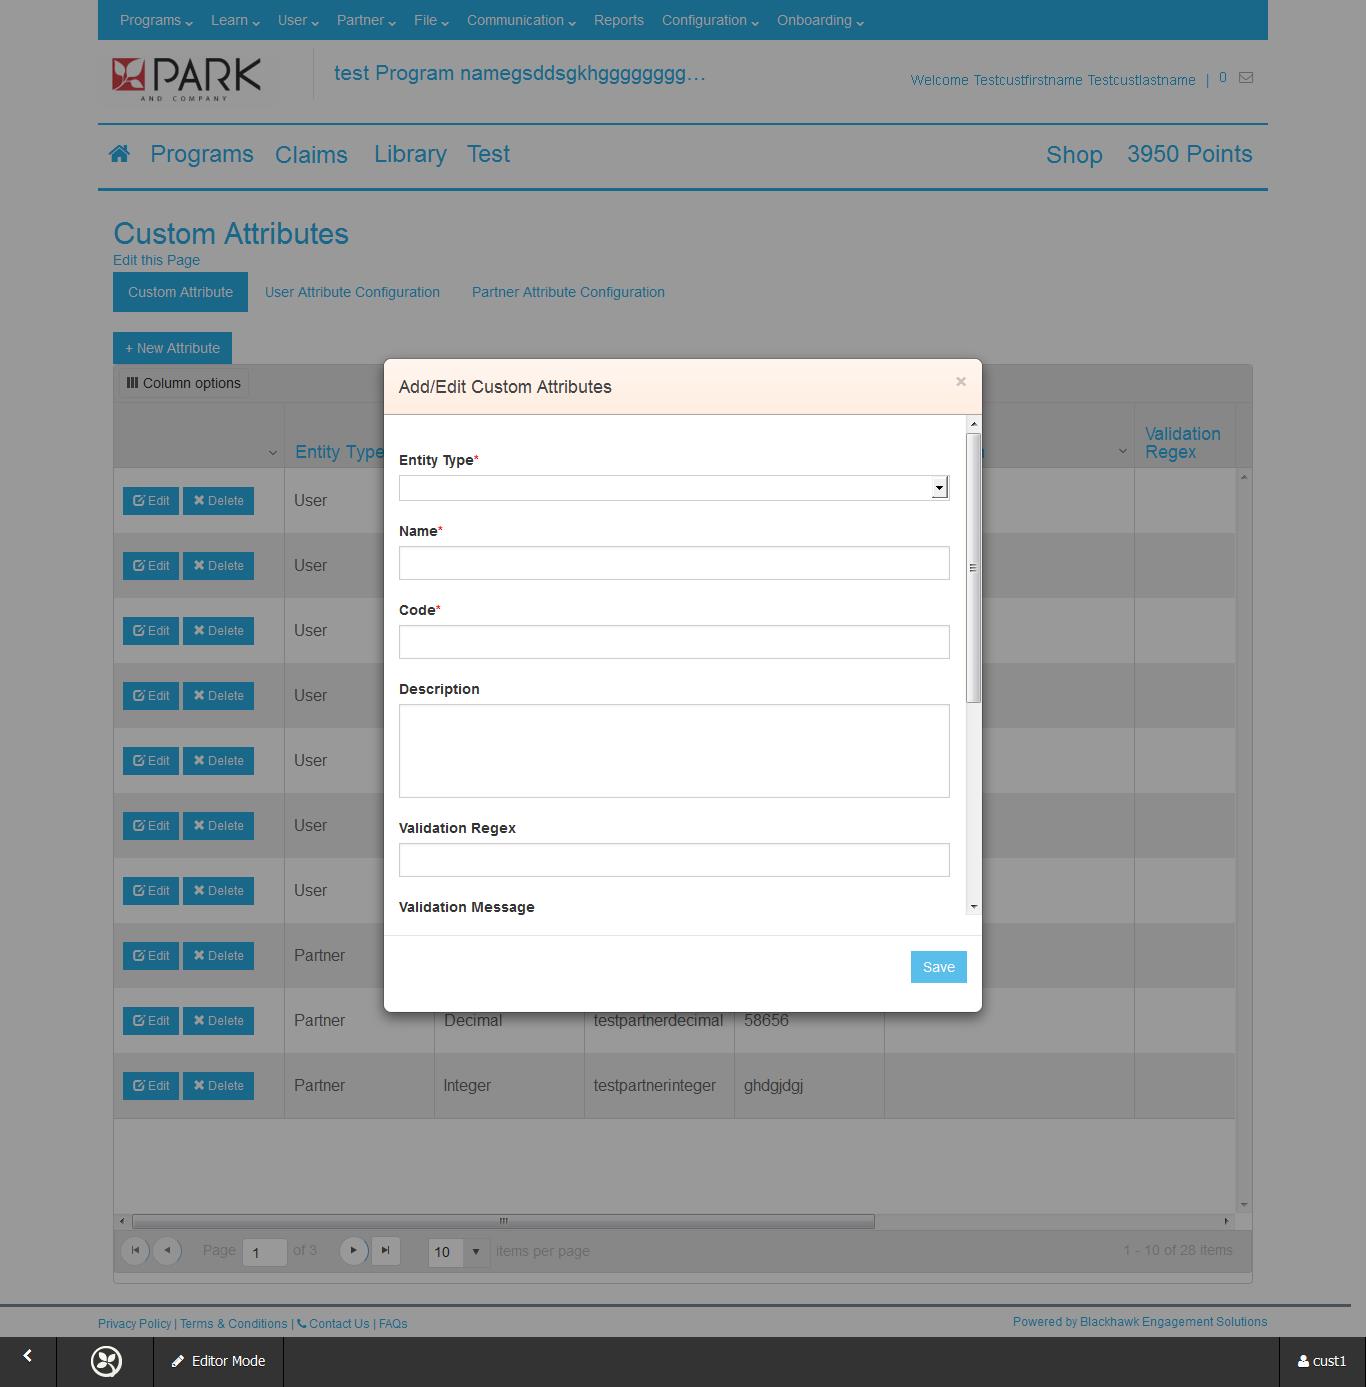 Programs Learn User Partner File Communication Reports Configuration Onboarding
PARK
AND COMPANY
test Program namegsddsgkhgggggggg...
Welcome Testcustfirstname Testcustlastname | 0
Programs Claims Library Test Shop 3950 Points
Custom Attributes
Edit this Page
Custom Attribute User Attribute Configuration Partner Attribute Configuration
+ New Attribute
Column options
Entity Type Validation
Regex
Add/Edit Custom Attributes ×
Entity Type*
Name*
Code*
Description
Validation Regex
Validation Message
Save
Edit Delete User
Edit Delete User
Edit Delete User
Edit Delete User
Edit Delete User
Edit Delete User
Edit Delete User
Edit Delete Partner
Edit Delete Partner Decimal testpartnerdecimal 58656
Edit Delete Partner Integer testpartnerinteger ghdgjdgj
Page 1 of 3 10 items per page 1 - 10 of 28 items
Privacy Policy | Terms & Conditions | Contact Us | FAQs
Powered by Blackhawk Engagement Solutions
Editor Mode cust1